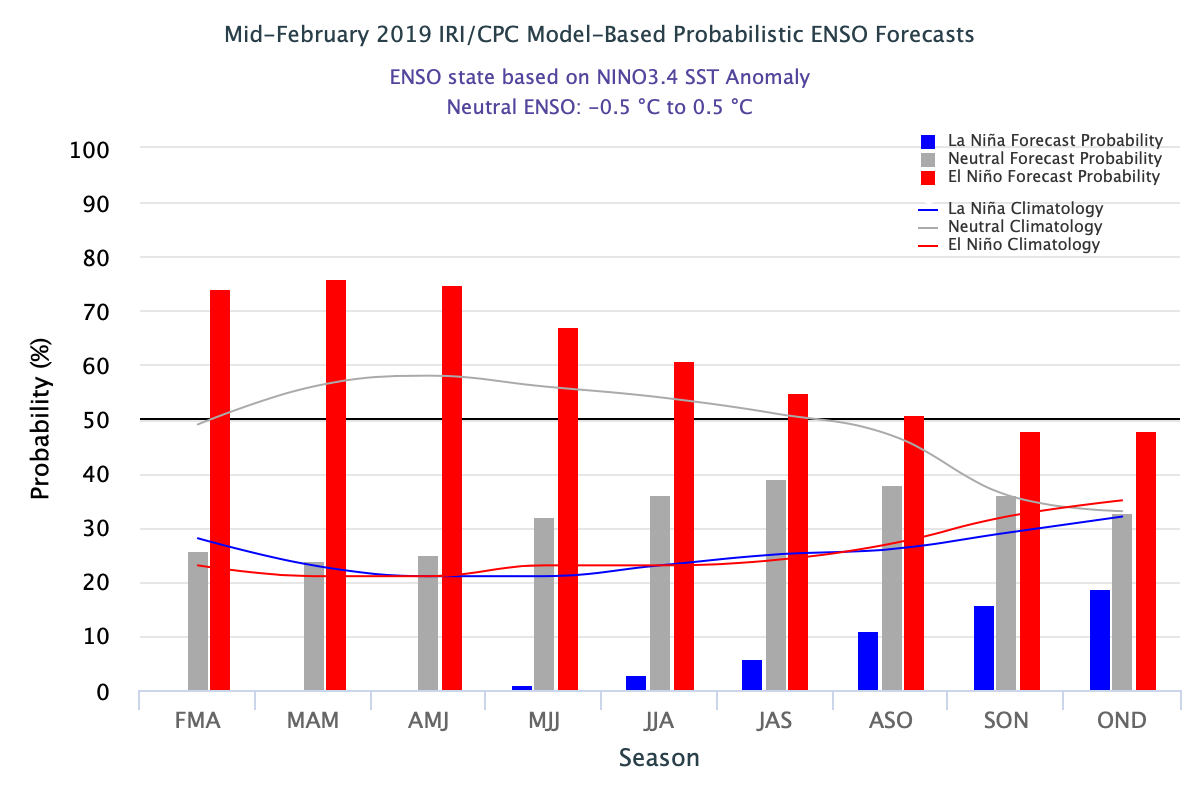 Mid-February 2019 IRI/CPC Model-Based Probabilistic ENSO Forecasts
ENSO state based on NINO3.4 SST Anomaly
Neutral ENSO: -0.5 °C to 0.5 °C
La Niña Forecast Probability
Neutral Forecast Probability
El Niño Forecast Probability
La Niña Climatology
Neutral Climatology
El Niño Climatology
Probability (%)
100
90
80
70
60
50
40
30
20
10
0
FMA MAM AMJ MJJ JJA JAS ASO SON OND
Season